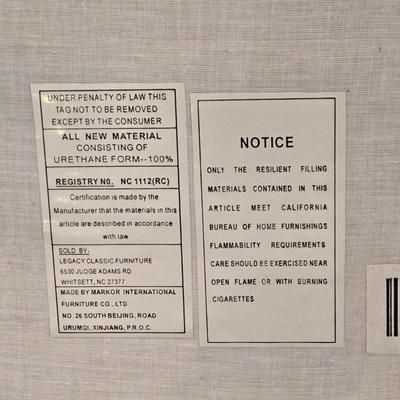 UNDER PENALTY OF LAW THIS
TAG NOT TO BE REMOVED
EXCEPT BY THE CONSUMER
ALL NEW MATERIAL
CONSISTING OF
URETHANE FORM--100%
REGISTRY N0. NC 1112(RC)
Certification is made by the
Manufacturer that the materials in this
article are described in accordance
with law
SOLD BY:
LEGACY CLASSIC FURNITURE
6530 JUDGE ADAMS RD
WHITSETT, NC 27377
MADE BY MARKOR INTERNATIONAL
FURNITURE CO., LTD
NO. 26 SOUTH BEIJING, ROAD
URUMQI, XINJIANG, P.R.O.C.
NOTICE
ONLY THE RESILIENT FILLING
MATERIALS CONTAINED IN THIS
ARTICLE MEET CALIFORNIA
BUREAU OF HOME FURNISHINGS
FLAMMABILITY REQUIREMENTS
CARE SHOULD BE EXERCISED NEAR
OPEN FLAME OR WITH BURNING
CIGARETTES